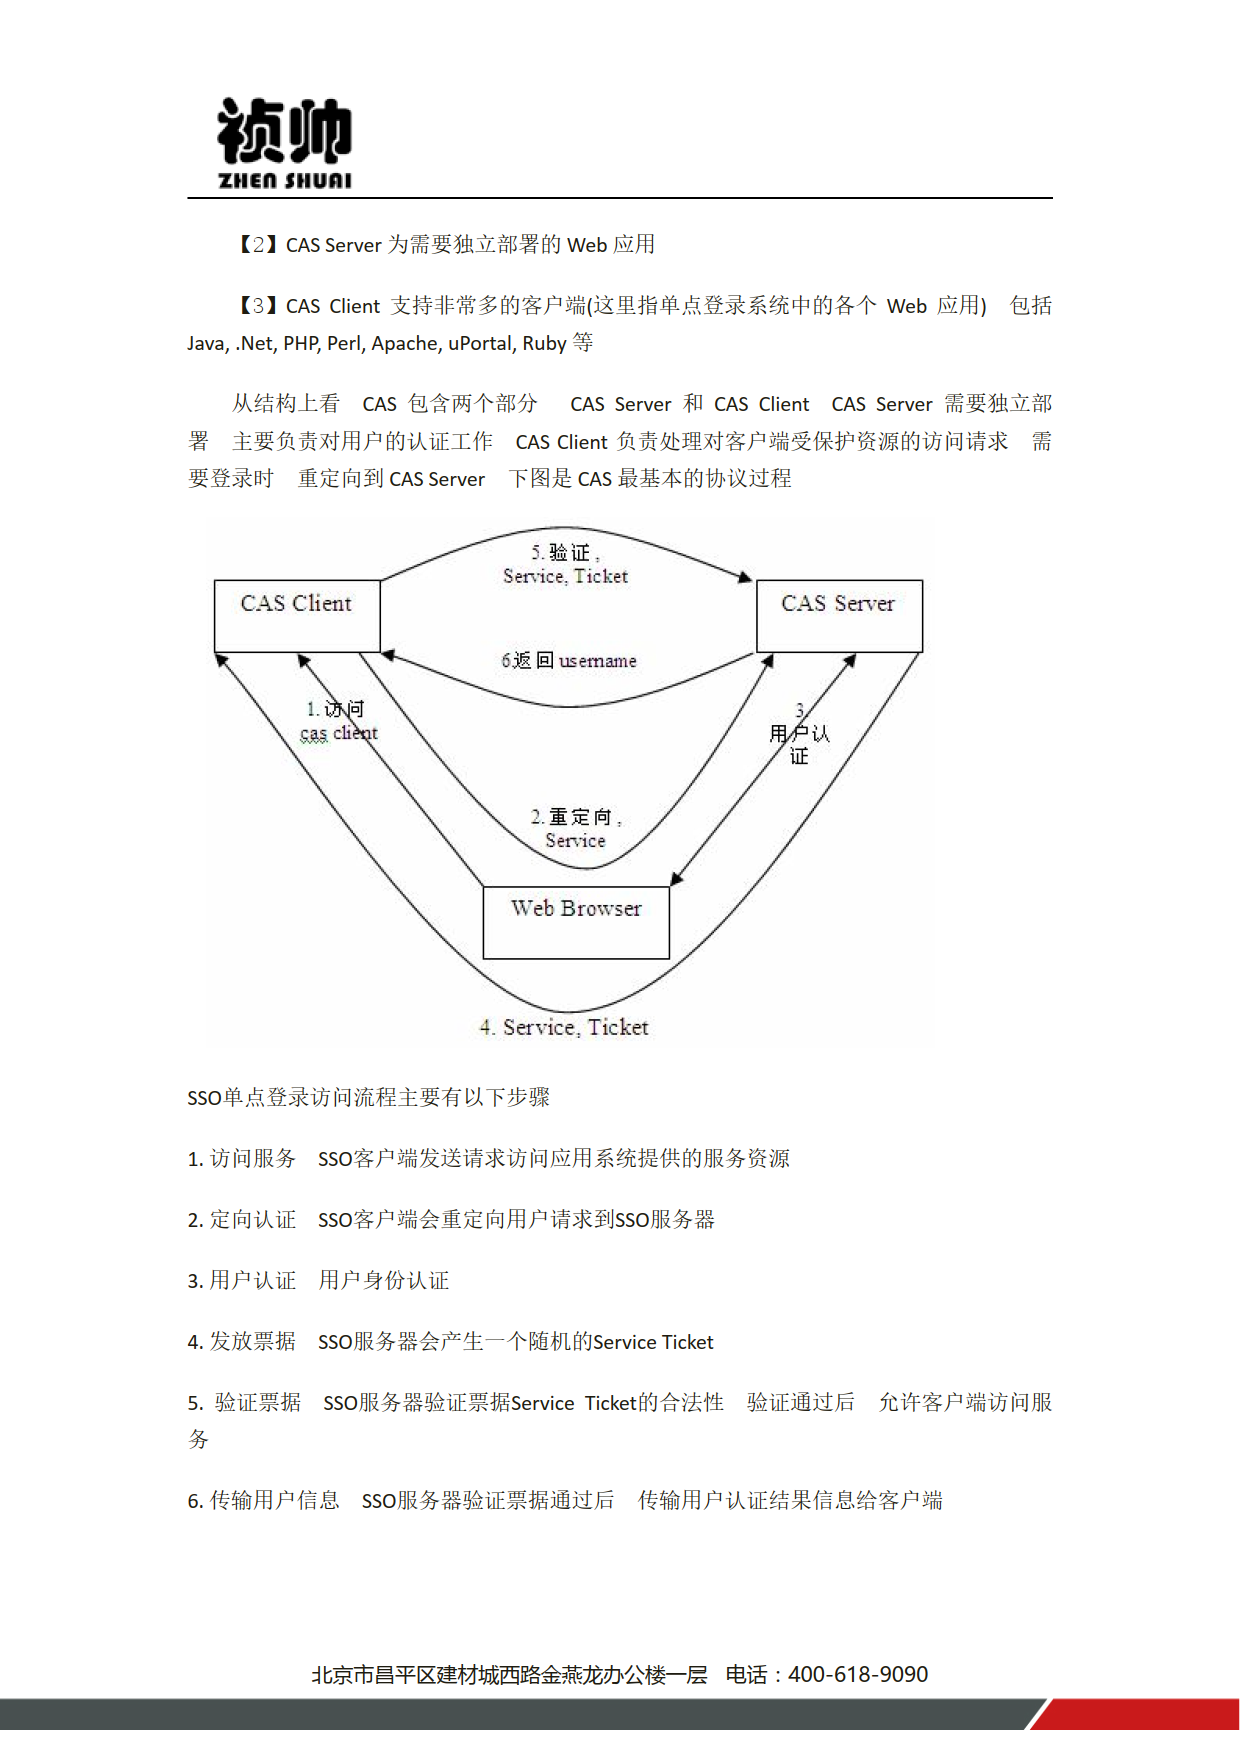 祯帅
ZHEN SHUAI
【2】CAS Server 为需要独立部署的 Web 应用
【3】CAS Client 支持非常多的客户端(这里指单点登录系统中的各个 Web 应用) 包括
Java, .Net, PHP, Perl, Apache, uPortal, Ruby 等
从结构上看 CAS 包含两个部分 CAS Server 和 CAS Client CAS Server 需要独立部
署 主要负责对用户的认证工作 CAS Client 负责处理对客户端受保护资源的访问请求 需
要登录时 重定向到 CAS Server 下图是 CAS 最基本的协议过程
5. 验证,
Service, Ticket
CAS Client
CAS Server
6返回 username
1. 访问
cas client
3.
用户认
证
2. 重定向,
Service
Web Browser
4. Service, Ticket
SSO单点登录访问流程主要有以下步骤
1. 访问服务 SSO客户端发送请求访问应用系统提供的服务资源
2. 定向认证 SSO客户端会重定向用户请求到SSO服务器
3. 用户认证 用户身份认证
4. 发放票据 SSO服务器会产生一个随机的Service Ticket
5. 验证票据 SSO服务器验证票据Service Ticket的合法性 验证通过后 允许客户端访问服
务
6. 传输用户信息 SSO服务器验证票据通过后 传输用户认证结果信息给客户端
北京市昌平区建材城西路金燕龙办公楼一层 电话：400-618-9090